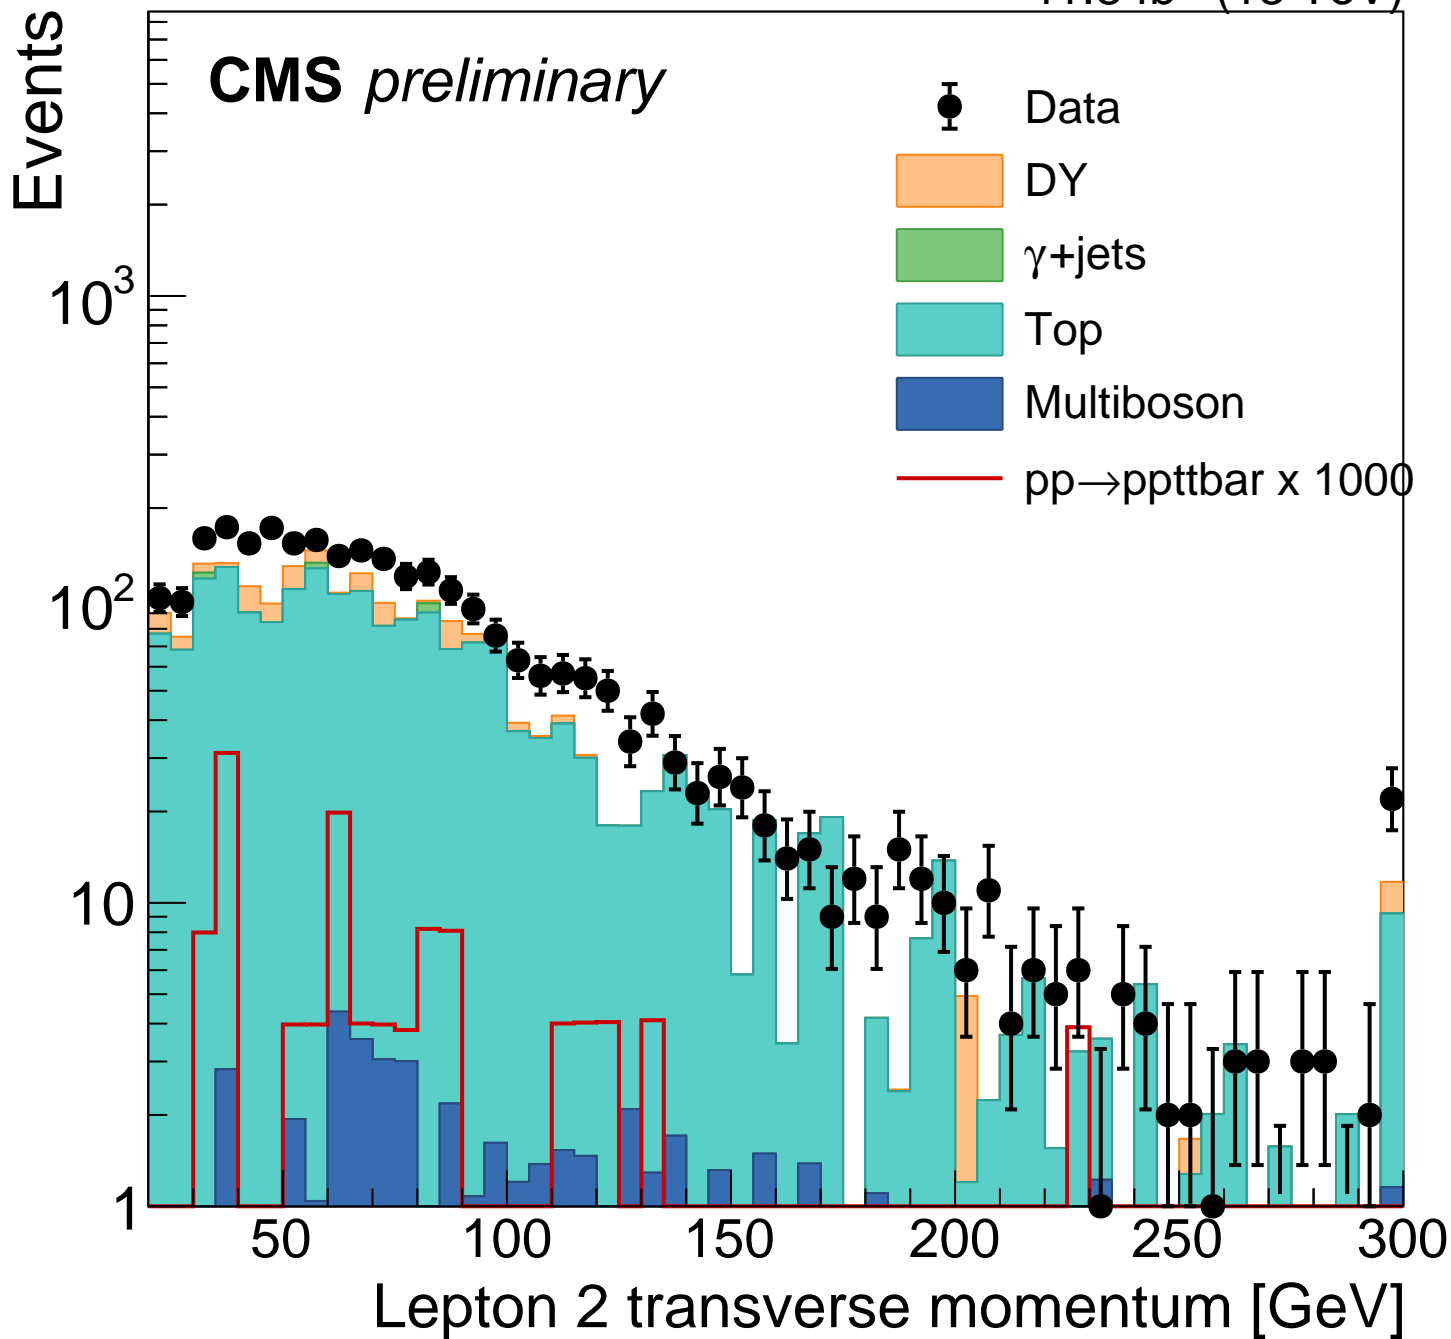 Events
CMS preliminary
Data
DY
γ+jets
Top
Multiboson
pp→ppttbar x 1000
10³
10²
10
1
50 100 150 200 250 300
Lepton 2 transverse momentum [GeV]